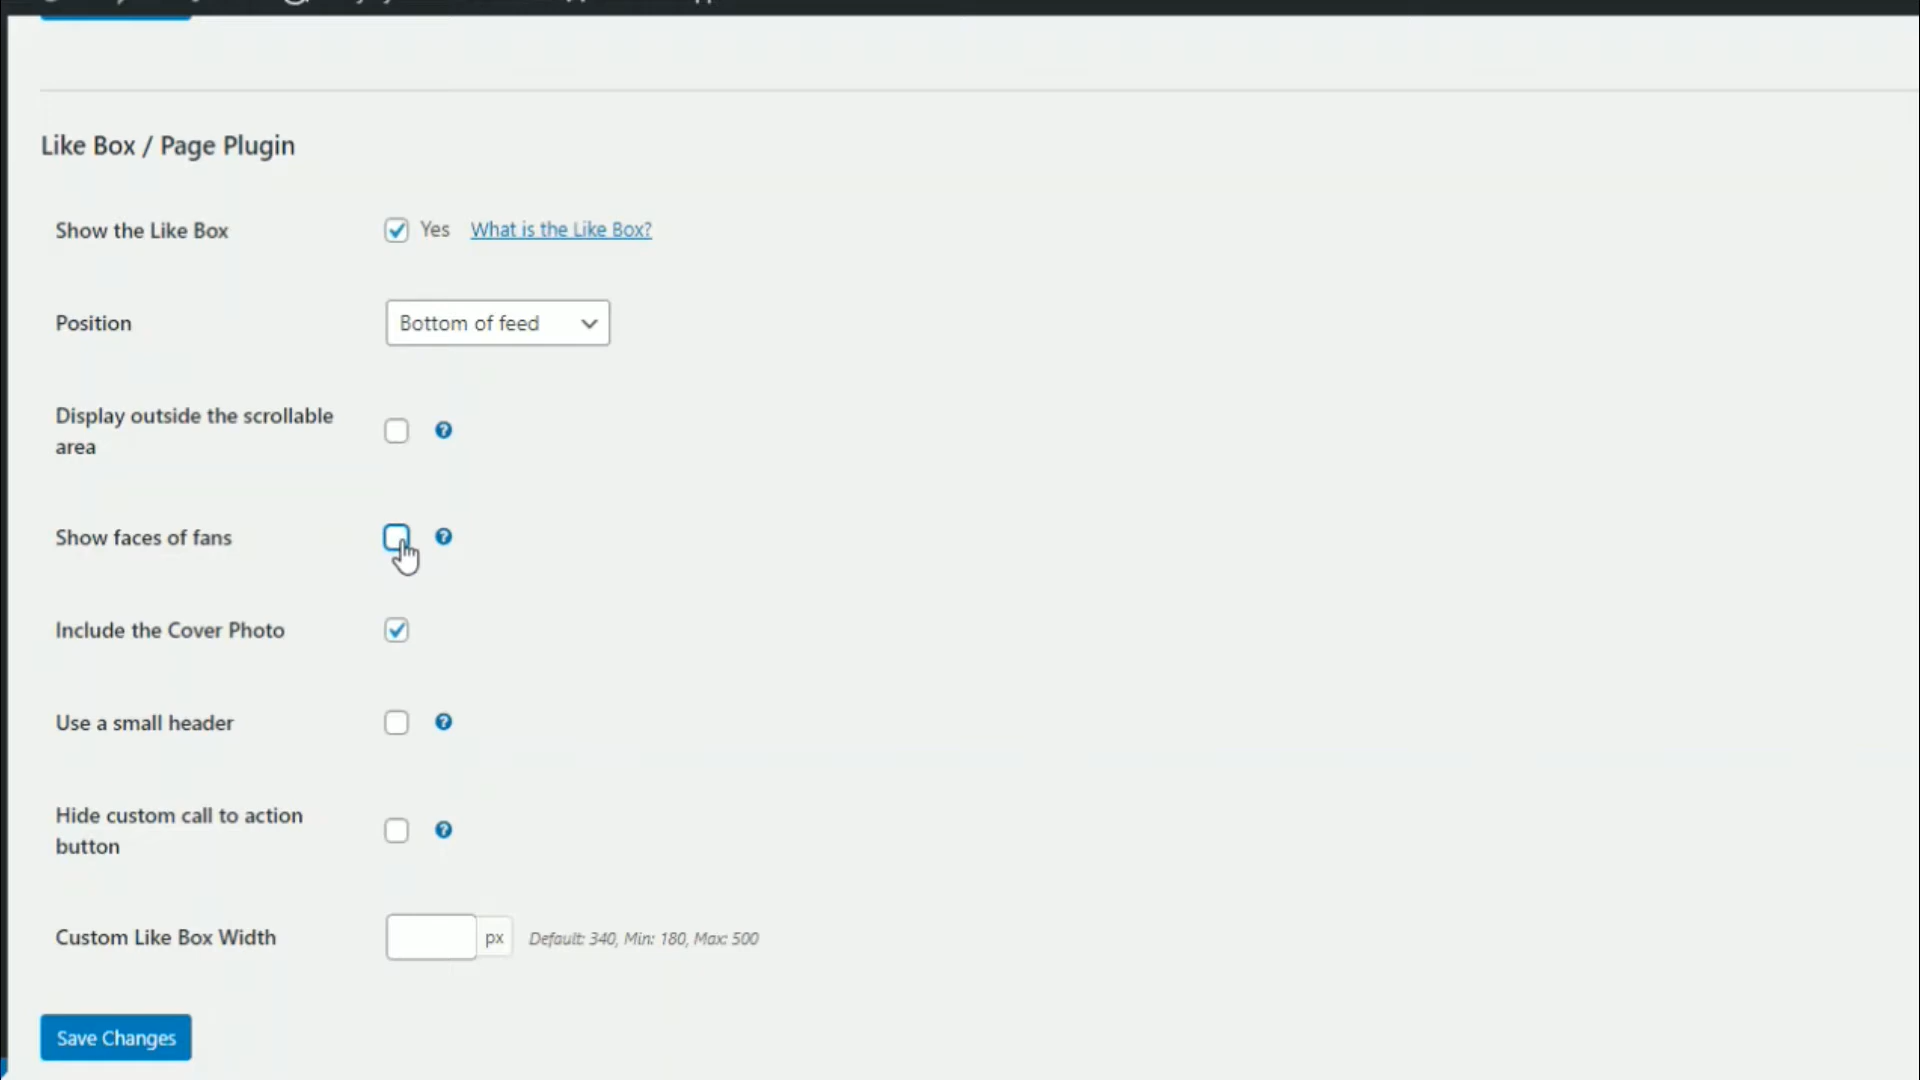 Like Box / Page Plugin
Show the Like Box
Yes What is the Like Box?
Position
Bottom of feed
Display outside the scrollable
area
Show faces of fans
Include the Cover Photo
Use a small header
Hide custom call to action
button
Custom Like Box Width
px Default: 340, Min: 180, Max: 500
Save Changes